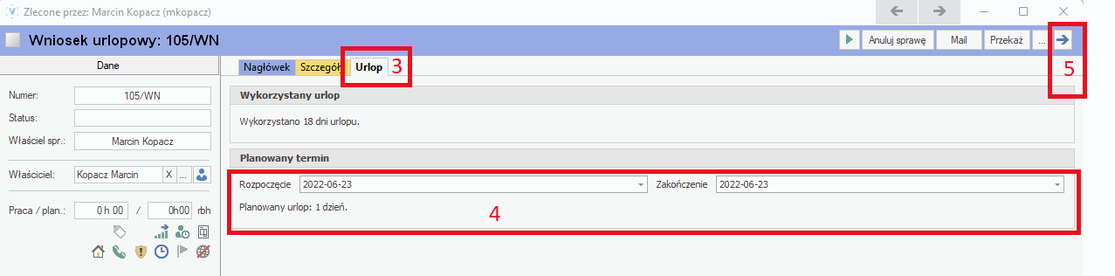 Zlecone przez: Marcin Kopacz (mkopacz)
Wniosek urlopowy: 105/WN
Anuluj sprawę Mail Przekaż ...
5
Dane
Nagłówek Szczegół Urlop 3
Numer: 105/WN
Status:
Właściel spr.: Marcin Kopacz
Właściciel: Kopacz Marcin X ...
Praca / plan.: 0 h 00 / 0h00 rbh
Wykorzystany urlop
Wykorzystano 18 dni urlopu.
Planowany termin
Rozpoczęcie 2022-06-23 Zakończenie 2022-06-23
Planowany urlop: 1 dzień.
4